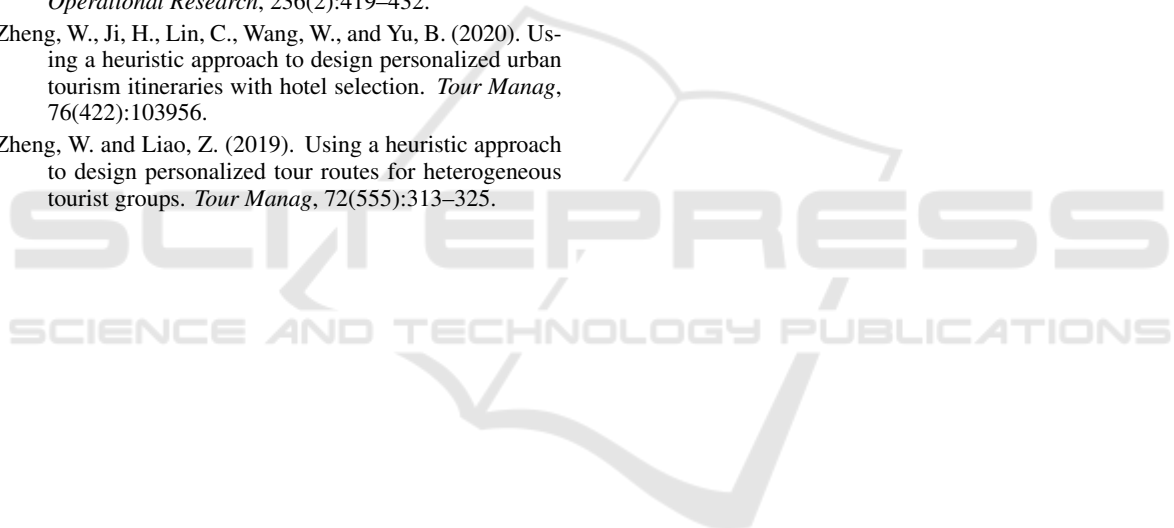 Operational Research, 236(2):419–432.
Zheng, W., Ji, H., Lin, C., Wang, W., and Yu, B. (2020). Us-
ing a heuristic approach to design personalized urban
tourism itineraries with hotel selection. Tour Manag,
76(422):103956.
Zheng, W. and Liao, Z. (2019). Using a heuristic approach
to design personalized tour routes for heterogeneous
tourist groups. Tour Manag, 72(555):313–325.
SCITEPRESS
SCIENCE AND TECHNOLOGY PUBLICATIONS